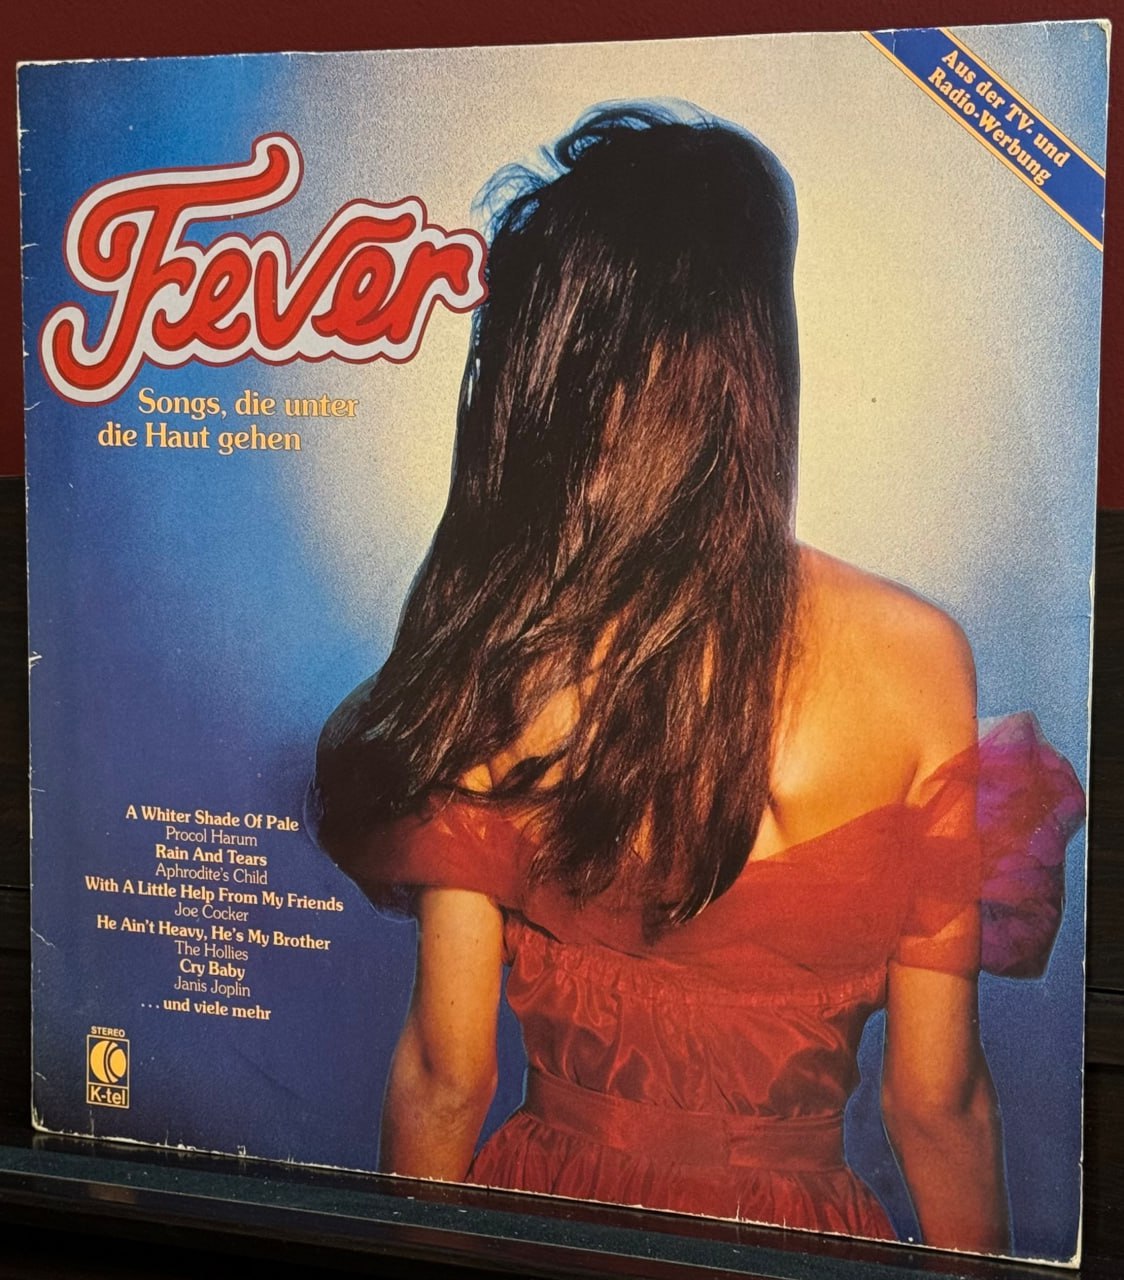 Aus der TV- und
Radio-Werbung
Fever
Songs, die unter
die Haut gehen
A Whiter Shade Of Pale
Procol Harum
Rain And Tears
Aphrodite's Child
With A Little Help From My Friends
Joe Cocker
He Ain't Heavy, He's My Brother
The Hollies
Cry Baby
Janis Joplin
...und viele mehr
STEREO
K-tel